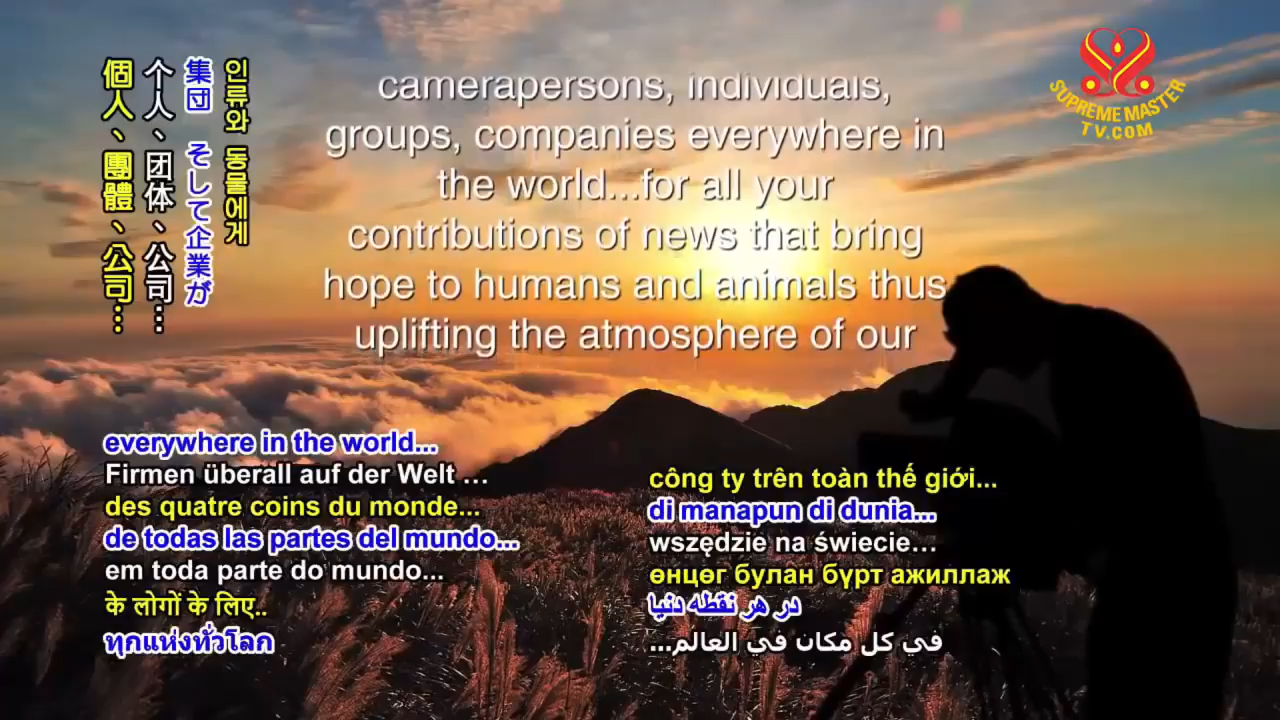 個人、團體、公司…
个人、团体、公司…
集団 そして企業が
인류와 동물에게
camerapersons, individuals,
groups, companies everywhere in
the world...for all your
contributions of news that bring
hope to humans and animals thus
uplifting the atmosphere of our
SUPREME MASTER
TV.COM
everywhere in the world...
Firmen überall auf der Welt …
des quatre coins du monde...
de todas las partes del mundo...
em toda parte do mundo...
के लोगों के लिए..
ทุกแห่งทั่วโลก
công ty trên toàn thế giới...
di manapun di dunia...
wszędzie na świecie…
өнцөг булан бүрт ажиллаж
در هر نقطه دنیا
في كل مكان في العالم...